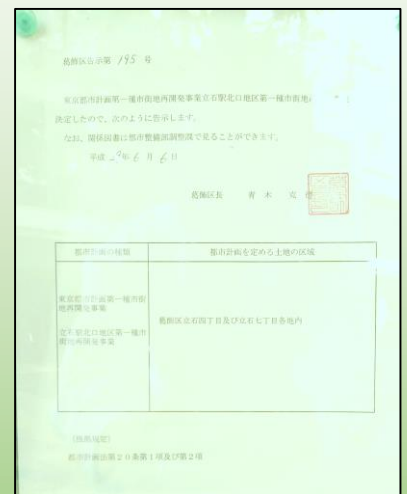 葛飾区告示第 195 号
東京都市計画第一種市街地再開発事業立石駅北口地区第一種市街地
決定したので、次のように告示します。
なお、関係図書は都市整備部調整課で見ることができます。
平成 29年 6月 6日
葛飾区長 青木 克
都市計画の種類 都市計画を定める土地の区域
東京都市計画第一種市街
地再開発事業
立石駅北口地区第一種市
街地再開発事業
葛飾区立石四丁目及び立石七丁目各地内
(根拠規定)
都市計画法第20条第1項及び第2項